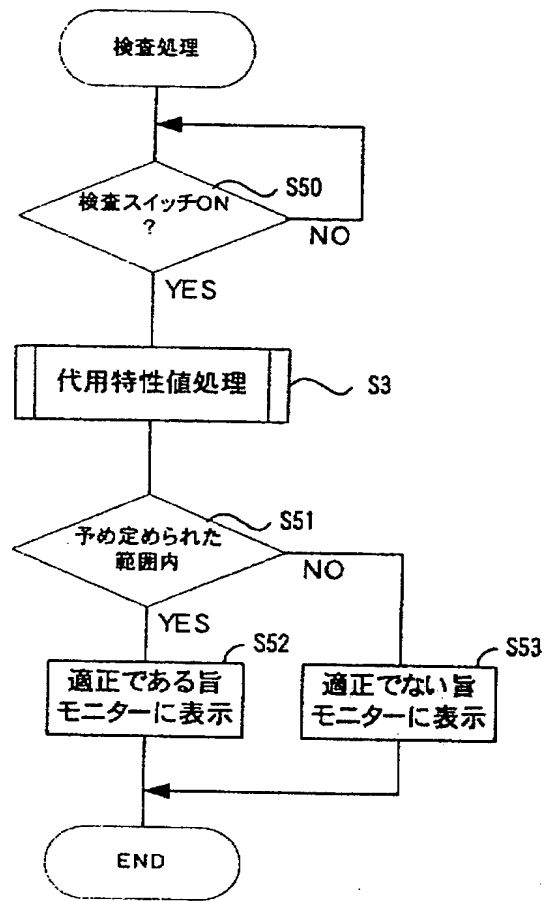 検査処理
検査スイッチON
?
S50
NO
YES
代用特性値処理
S3
予め定められた
範囲内
S51
NO
YES
S52
適正である旨
モニターに表示
S53
適正でない旨
モニターに表示
END